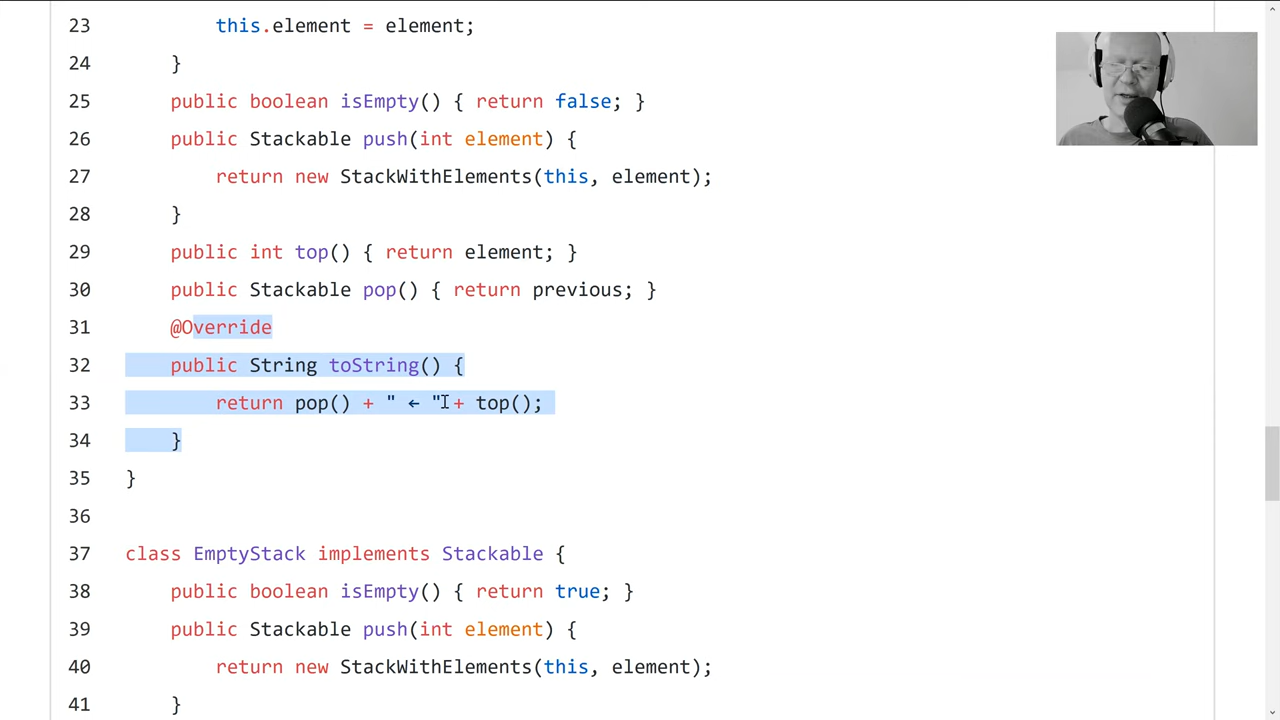 23 this.element = element;
24 }
25 public boolean isEmpty() { return false; }
26 public Stackable push(int element) {
27 return new StackWithElements(this, element);
28 }
29 public int top() { return element; }
30 public Stackable pop() { return previous; }
31 @Override
32 public String toString() {
33 return pop() + " ← " + top();
34 }
35 }
36
37 class EmptyStack implements Stackable {
38 public boolean isEmpty() { return true; }
39 public Stackable push(int element) {
40 return new StackWithElements(this, element);
41 }